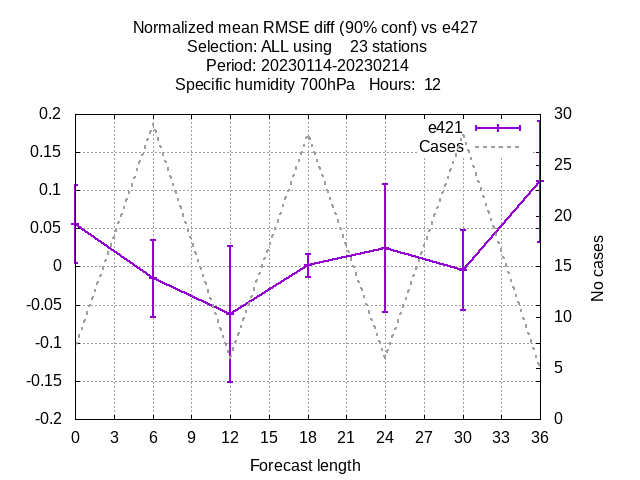 Normalized mean RMSE diff (90% conf) vs e427
Selection: ALL using    23 stations
Period: 20230114-20230214
Specific humidity 700hPa   Hours:  12
e421
Cases
0.2
0.15
0.1
0.05
0
-0.05
-0.1
-0.15
-0.2
30
25
20
15
10
5
0
No cases
0 3 6 9 12 15 18 21 24 27 30 33 36
Forecast length